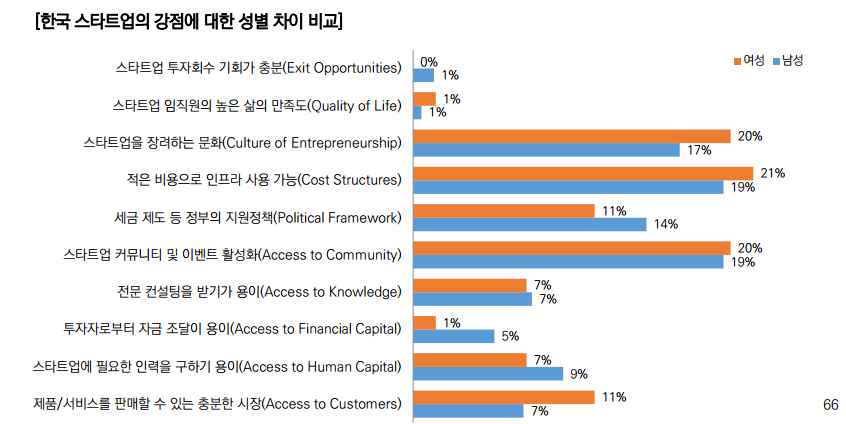 [한국 스타트업의 강점에 대한 성별 차이 비교]
여성 남성
스타트업 투자회수 기회가 충분(Exit Opportunities) 0% 1%
스타트업 임직원의 높은 삶의 만족도(Quality of Life) 1% 1%
스타트업을 장려하는 문화(Culture of Entrepreneurship) 20% 17%
적은 비용으로 인프라 사용 가능(Cost Structures) 21% 19%
세금 제도 등 정부의 지원정책(Political Framework) 11% 14%
스타트업 커뮤니티 및 이벤트 활성화(Access to Community) 20% 19%
전문 컨설팅을 받기가 용이(Access to Knowledge) 7% 7%
투자자로부터 자금 조달이 용이(Access to Financial Capital) 1% 5%
스타트업에 필요한 인력을 구하기 용이(Access to Human Capital) 7% 9%
제품/서비스를 판매할 수 있는 충분한 시장(Access to Customers) 11% 7%
66